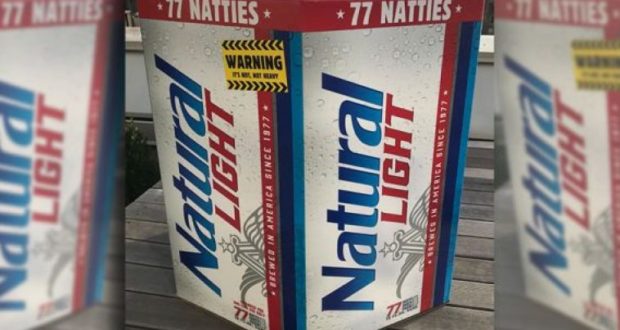 77 NATTIES
WARNING
IT'S NOT, NOT HEAVY
Natural
LIGHT
BREWED IN AMERICA SINCE 1977
77
77 NATTIES
Natural
LIGHT
BREWED IN AMERICA SINCE 1977
77